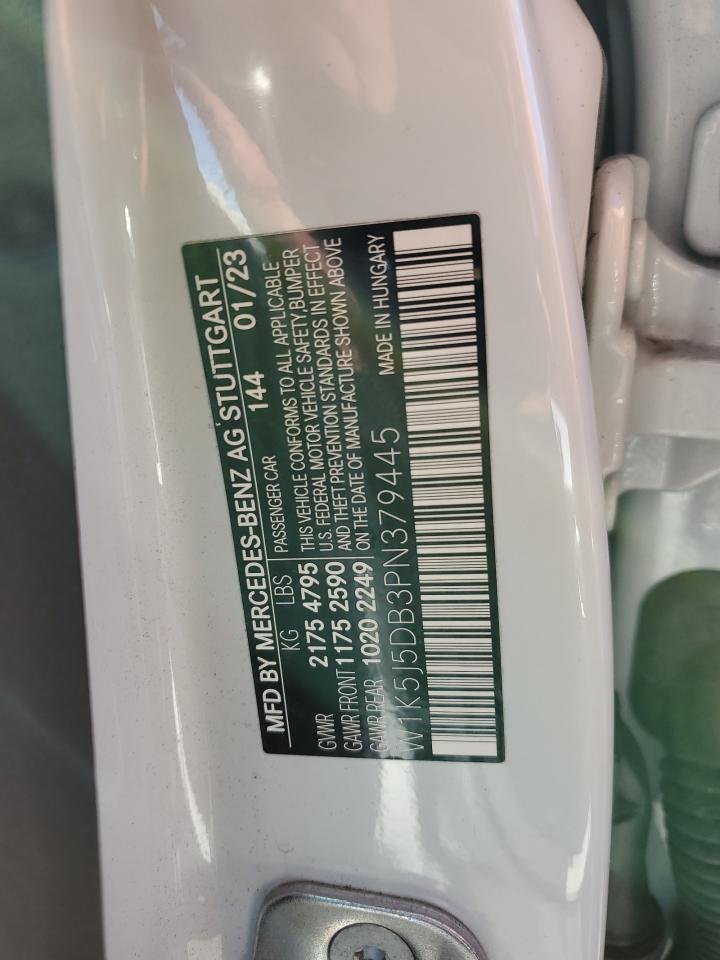 MFD BY MERCEDES-BENZ AG STUTTGART
KG LBS 144 01/23
PASSENGER CAR
GVWR 2175 4795
GAWR FRONT 1175 2590
GAWR REAR 1020 2249
THIS VEHICLE CONFORMS TO ALL APPLICABLE
U.S. FEDERAL MOTOR VEHICLE SAFETY, BUMPER
AND THEFT PREVENTION STANDARDS IN EFFECT
ON THE DATE OF MANUFACTURE SHOWN ABOVE
W1K5J5DB3PN379445 MADE IN HUNGARY